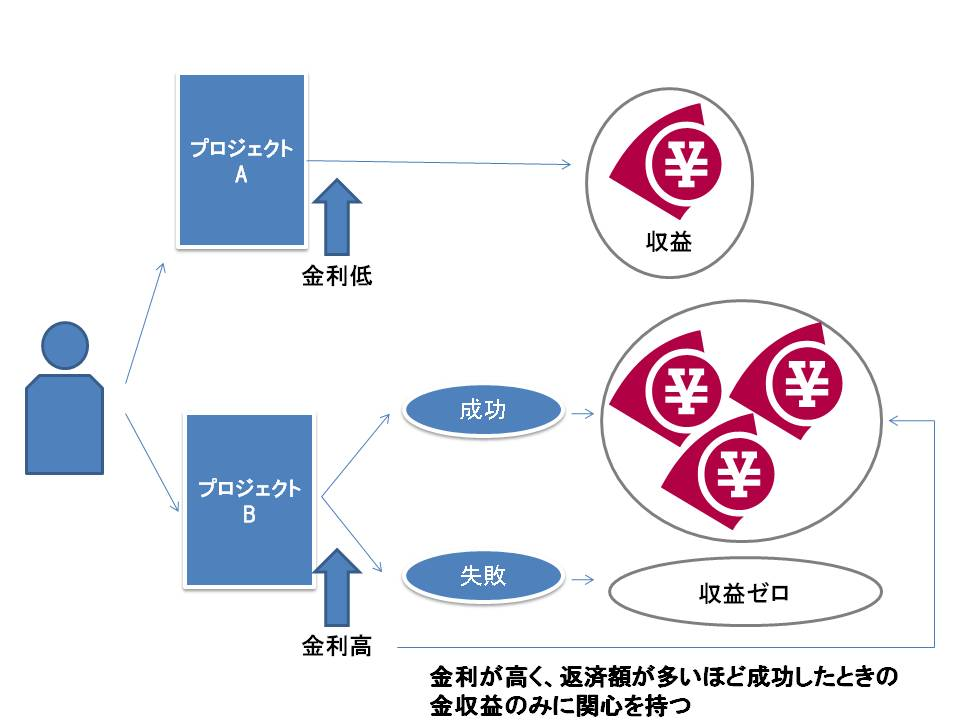 プロジェクト
A
収益
金利低
成功
プロジェクト
B
失敗
収益ゼロ
金利高
金利が高く、返済額が多いほど成功したときの
金収益のみに関心を持つ